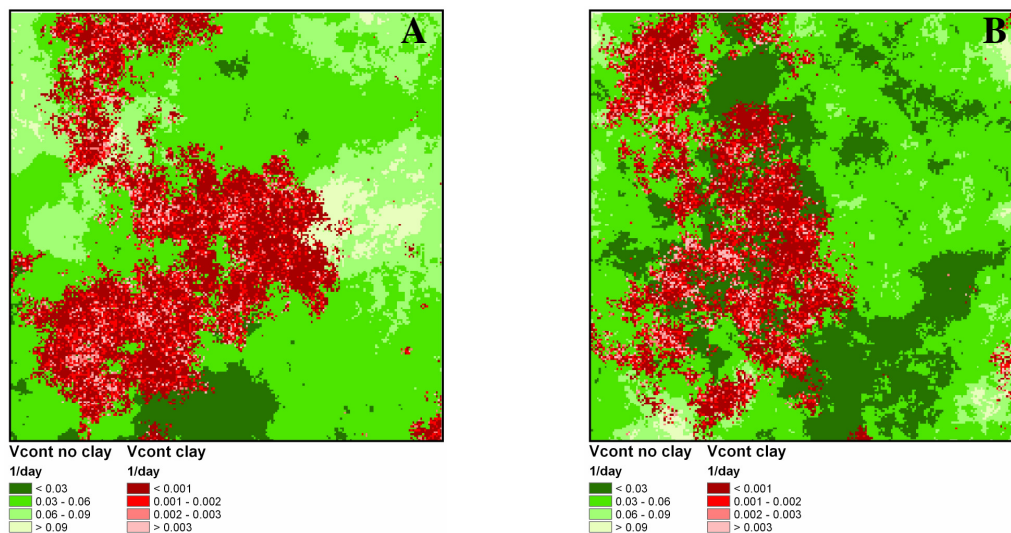 A
Vcont no clay Vcont clay
1/day 1/day
< 0.03 < 0.001
0.03 - 0.06 0.001 - 0.002
0.06 - 0.09 0.002 - 0.003
> 0.09 > 0.003
B
Vcont no clay Vcont clay
1/day 1/day
< 0.03 < 0.001
0.03 - 0.06 0.001 - 0.002
0.06 - 0.09 0.002 - 0.003
> 0.09 > 0.003